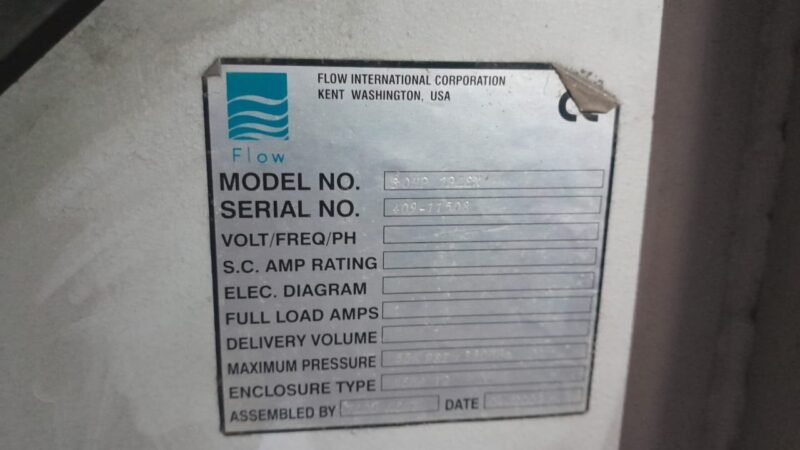 FLOW INTERNATIONAL CORPORATION
KENT WASHINGTON, USA
Flow
MODEL NO.
SERIAL NO.
VOLT/FREQ/PH
S.C. AMP RATING
ELEC. DIAGRAM
FULL LOAD AMPS
DELIVERY VOLUME
MAXIMUM PRESSURE
ENCLOSURE TYPE
ASSEMBLED BY DATE